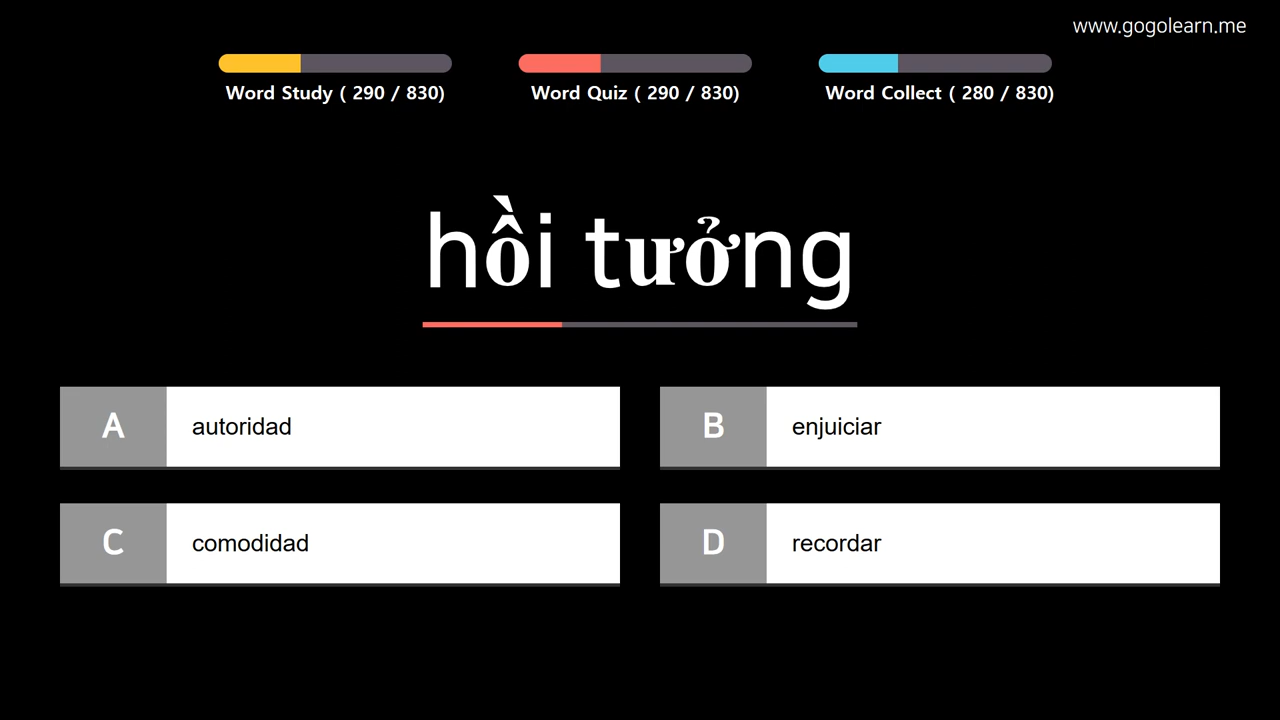 www.gogolearn.me
Word Study ( 290 / 830)
Word Quiz ( 290 / 830)
Word Collect ( 280 / 830)
hồi tưởng
A autoridad
B enjuiciar
C comodidad
D recordar